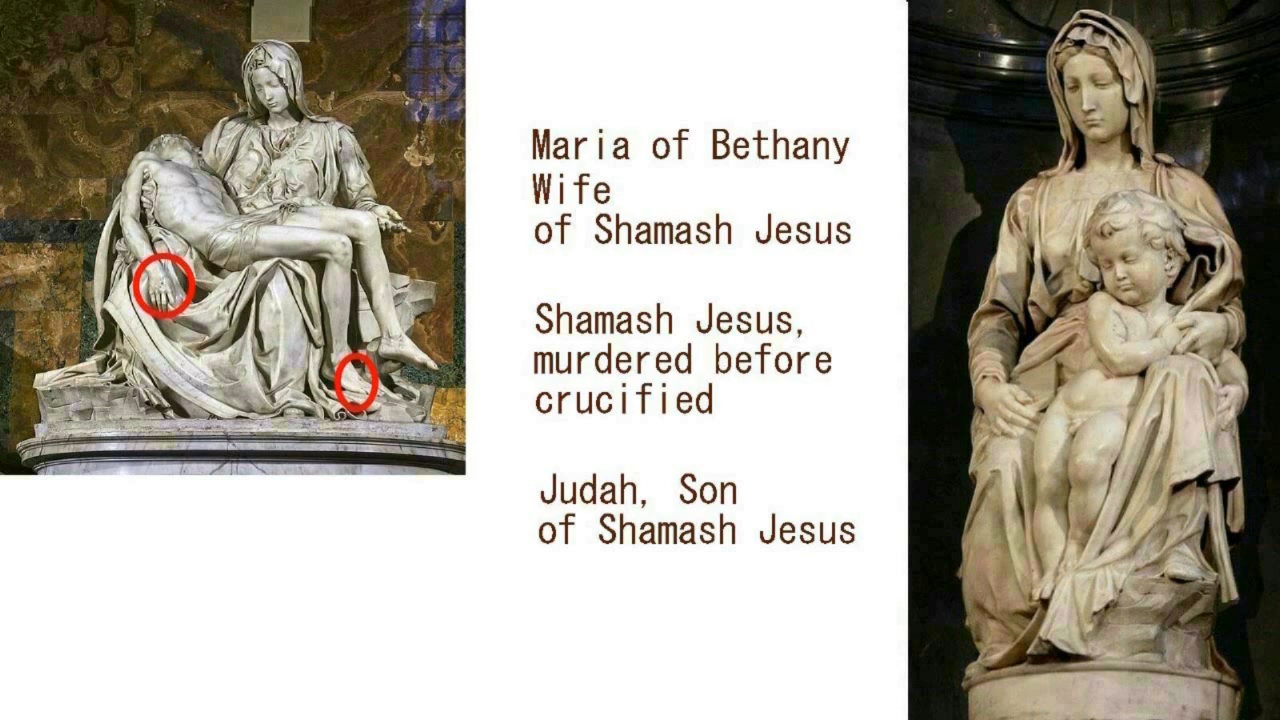 Maria of Bethany
Wife
of Shamash Jesus
Shamash Jesus,
murdered before
crucified
Judah, Son
of Shamash Jesus